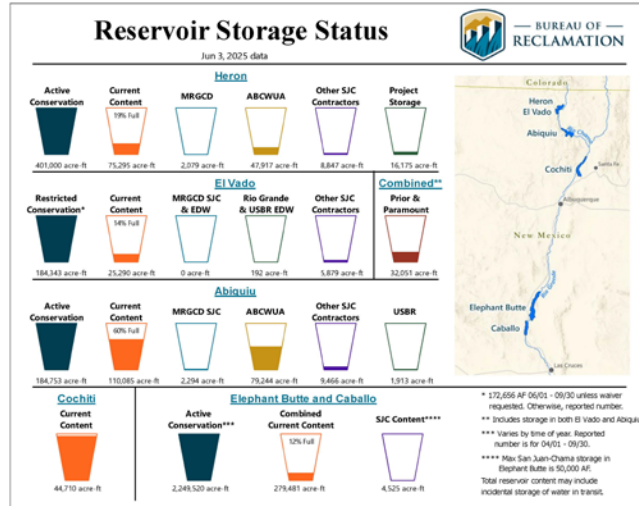 Reservoir Storage Status
Jun 3, 2025 data
BUREAU OF
RECLAMATION
Heron
Active
Conservation
Current
Content
MRGCD
ABCWUA
Other SJC
Contractors
Project
Storage
19% Full
401,000 acre-ft
75,295 acre-ft
2,079 acre-ft
47,917 acre-ft
8,847 acre-ft
16,175 acre-ft
El Vado
Combined**
Restricted
Conservation*
Current
Content
MRGCD SJC
& EDW
Rio Grande
& USBR EDW
Other SJC
Contractors
Prior &
Paramount
14% Full
184,343 acre-ft
25,290 acre-ft
0 acre-ft
192 acre-ft
5,879 acre-ft
32,051 acre-ft
Abiquiu
Active
Conservation
Current
Content
MRGCD SJC
ABCWUA
Other SJC
Contractors
USBR
60% Full
184,753 acre-ft
110,085 acre-ft
2,294 acre-ft
79,244 acre-ft
9,466 acre-ft
1,913 acre-ft
Cochiti
Current
Content
44,710 acre-ft
Elephant Butte and Caballo
Active
Conservation***
Combined
Current Content
SJC Content****
12% Full
2,249,520 acre-ft
279,481 acre-ft
4,525 acre-ft
Colorado
Heron
El Vado
Abiquiu
Cochiti
Santa Fe
Albuquerque
New Mexico
Rio Grande
Elephant Butte
Caballo
Las Cruces
* 172,656 AF 06/01 - 09/30 unless waiver
requested. Otherwise, reported number.
** Includes storage in both El Vado and Abiquiu
*** Varies by time of year. Reported
number is for 04/01 - 09/30.
**** Max San Juan-Chama storage in
Elephant Butte is 50,000 AF.
Total reservoir content may include
incidental storage of water in transit.